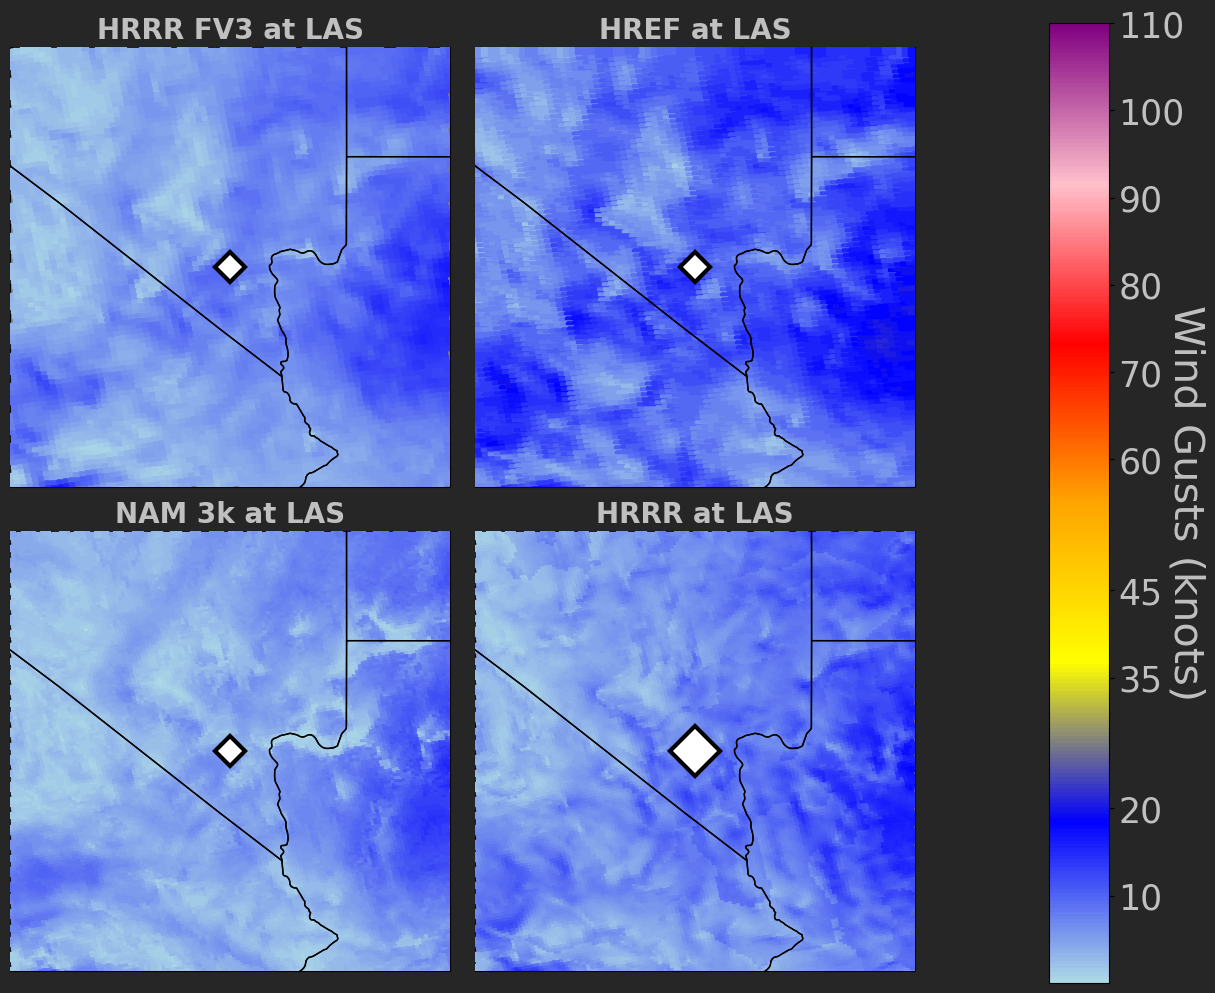 HRRR FV3 at LAS
HREF at LAS
NAM 3k at LAS
HRRR at LAS
110
100
90
80
70
60
45
35
20
10
Wind Gusts (knots)